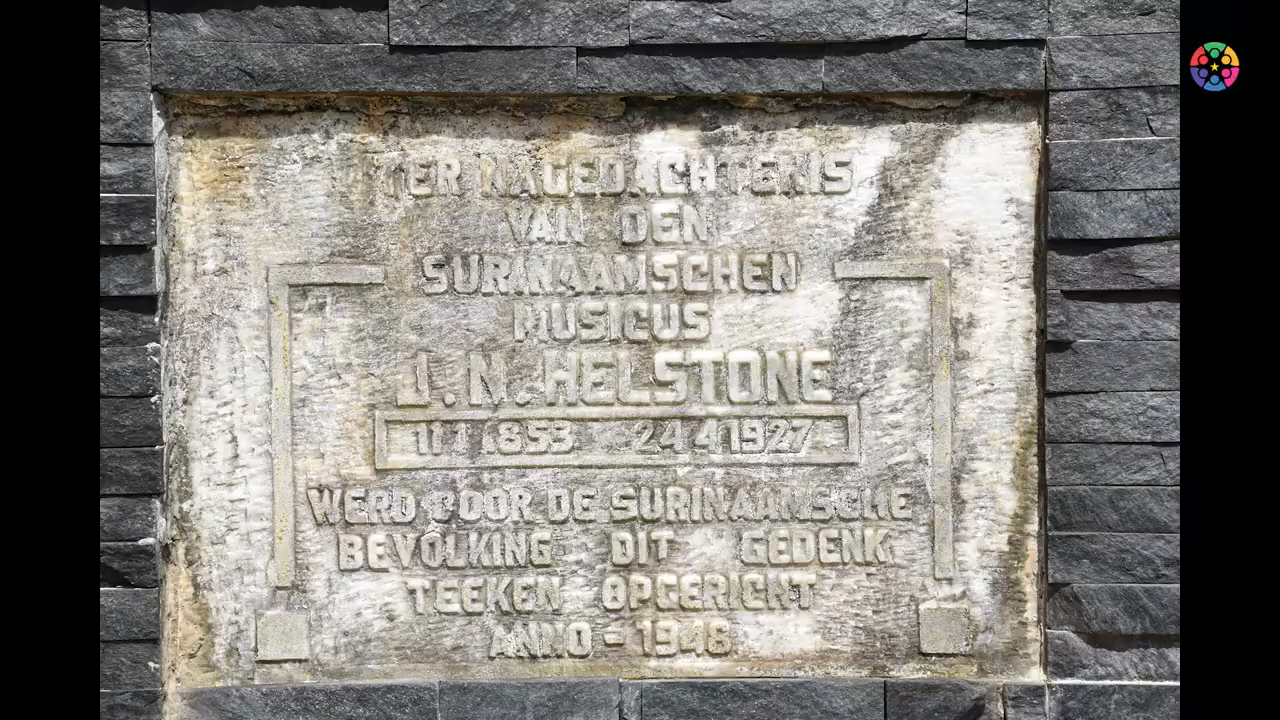 TER NAGEDACHTENIS
VAN DEN
SURINAAMSCHEN
MUSICUS
J.N. HELSTONE
11 1 1853 24 4 1927
WERD DOOR DE SURINAAMSCHE
BEVOLKING DIT GEDENK
TEEKEN OPGERICHT
ANNO - 1948